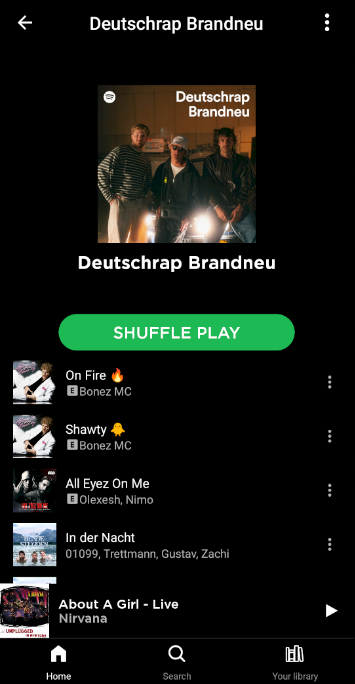 Deutschrap Brandneu
Deutschrap
Brandneu
Deutschrap Brandneu
SHUFFLE PLAY
On Fire 🔥
E Bonez MC
Shawty 🐥
E Bonez MC
All Eyez On Me
E Olexesh, Nimo
In der Nacht
01099, Trettmann, Gustav, Zachi
About A Girl - Live
Nirvana
UNPLUGGED
Home
Search
Your library